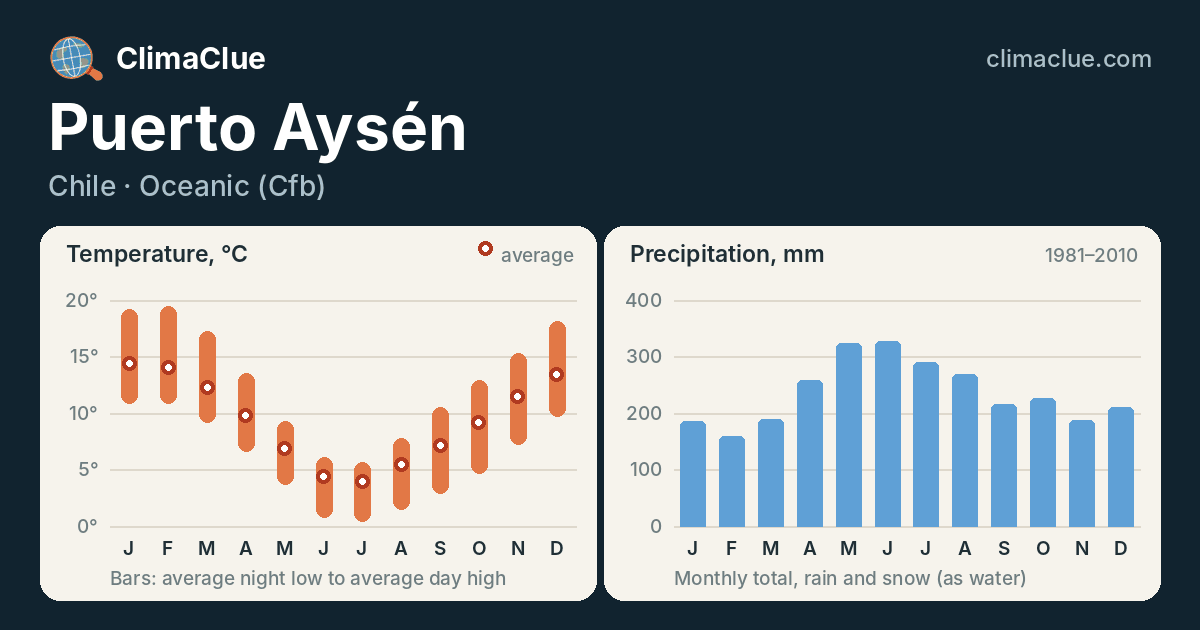 ClimaClue
climaclue.com
Puerto Aysén
Chile · Oceanic (Cfb)
Temperature, °C
average
20°
15°
10°
5°
0°
J F M A M J J A S O N D
Bars: average night low to average day high
Precipitation, mm
1981–2010
400
300
200
100
0
J F M A M J J A S O N D
Monthly total, rain and snow (as water)